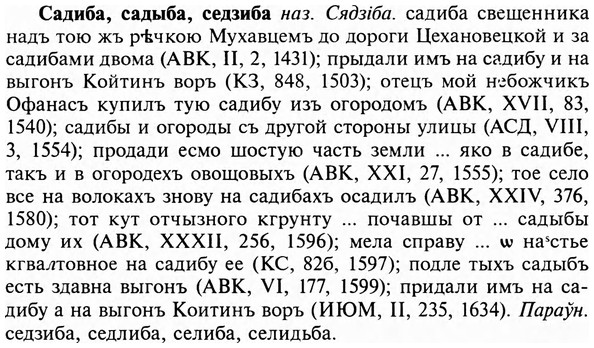 Садиба, садыба, седзиба наз. Сядзіба. садиба свещенника
надъ тою жъ рѣчкою Мухавцемъ до дороги Цехановецкой и за
садибами двома (АВК, II, 2, 1431); прыдали имъ на садибу и на
выгонъ Койтинъ воръ (КЗ, 848, 1503); отецъ мой небожчик
Офанасъ купилъ тую садибу изъ огородомъ (АВК, XVII, 83,
1540); садибы и огороды съ другой стороны улицы (АСД, VIII,
3, 1554); продади есмо шостую часть земли ... яко в садибе,
такъ и в огородехъ овощовыхъ (АВК, XXI, 27, 1555); тое село
все на волокахъ знову на садибахъ осадилъ (АВК, XXIV, 376,
1580); тот кут отчызного кгрунту ... почавшы от ... садыбы
дому их (АВК, XXXII, 256, 1596); мела справу ... ѡ наˢстье
кгвалтовное на садибу ее (КС, 82б, 1597); подле тыхъ садыбъ
есть здавна выгонъ (АВК, VI, 177, 1599); придали имъ на са-
дибу а на выгонъ Коитинъ воръ (ИЮМ, II, 235, 1634). Параўн.
седзиба, седлиба, селиба, селидьба.